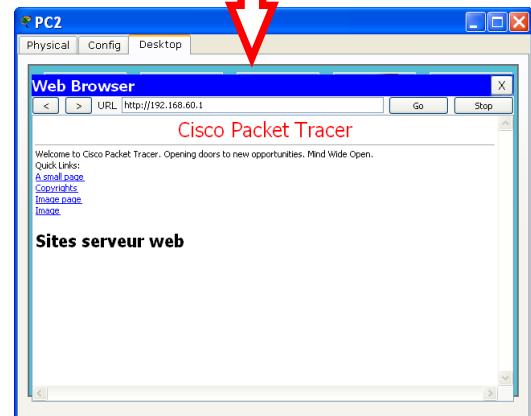 PC2
Physical Config Desktop
Web Browser X
< > URL http://192.168.60.1 Go Stop
Cisco Packet Tracer
Welcome to Cisco Packet Tracer. Opening doors to new opportunities. Mind Wide Open.
Quick Links:
A small page
Copyrights
Image page
Image
Sites serveur web